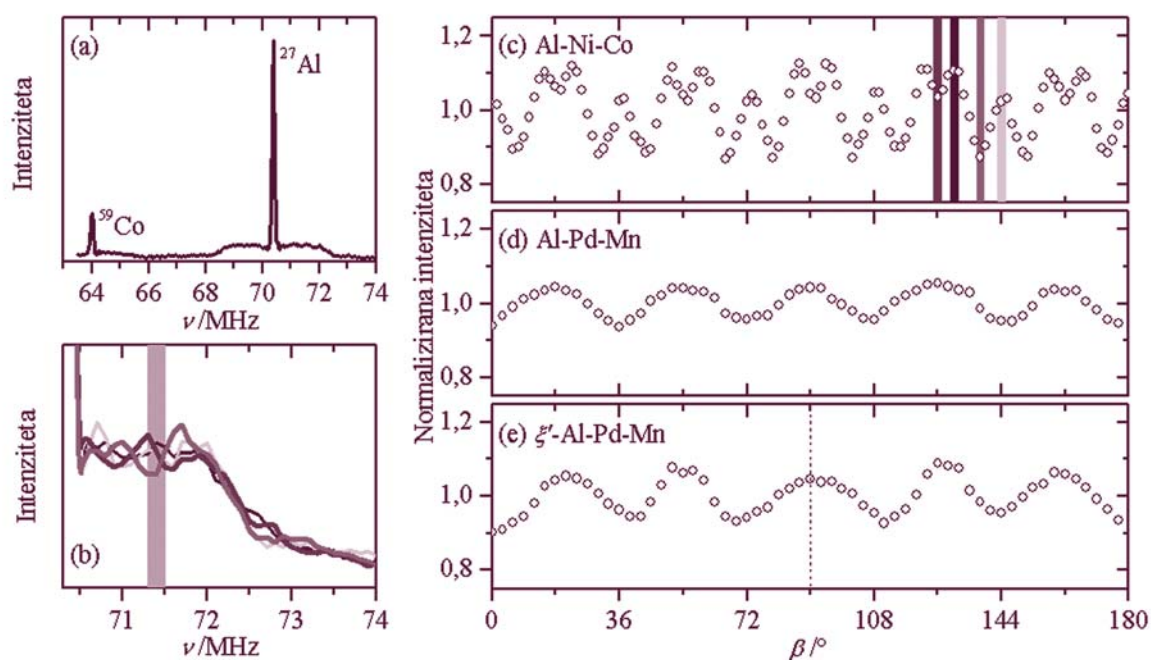 (a)
²⁷Al
⁵⁹Co
Intenziteta
64 66 68 70 72 74
ν /MHz
(b)
Intenziteta
71 72 73 74
ν /MHz
Normalizirana intenziteta
(c) Al-Ni-Co
1,2
1,0
0,8
(d) Al-Pd-Mn
1,2
1,0
0,8
(e) ξ'-Al-Pd-Mn
1,2
1,0
0,8
0 36 72 108 144 180
β /°